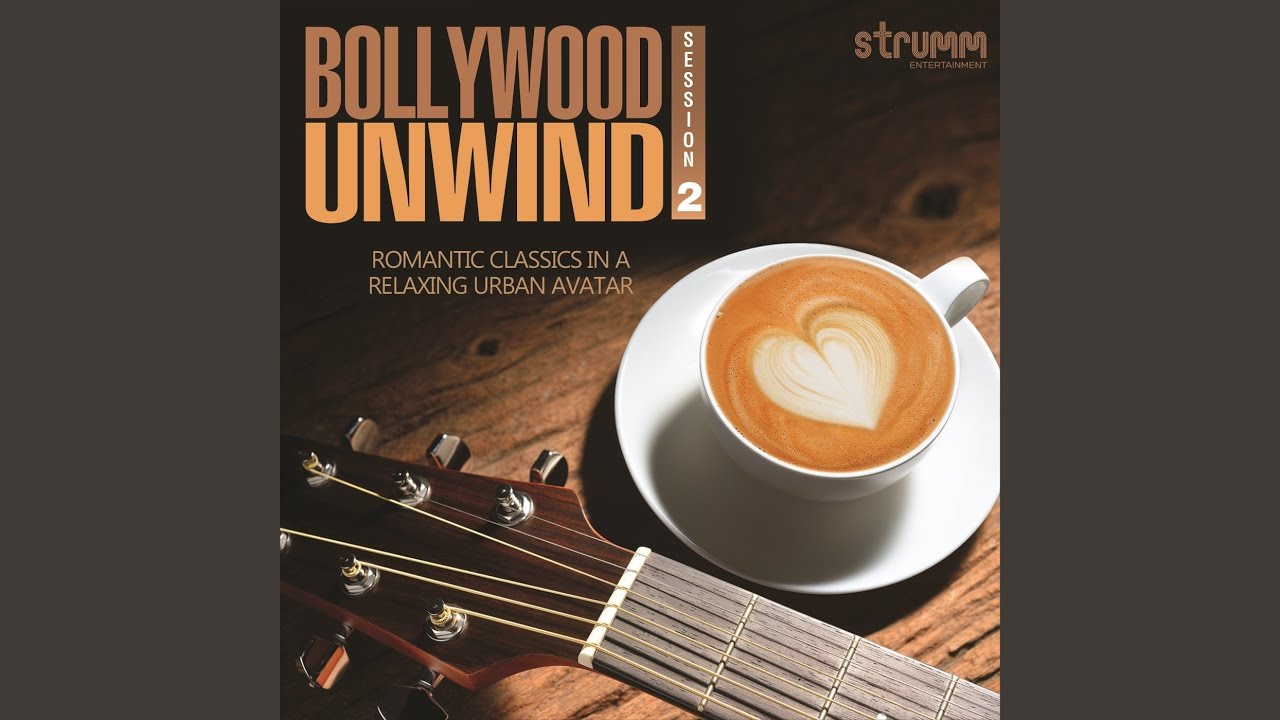 BOLLYWOOD
UNWIND
SESSION 2
strumm
ENTERTAINMENT
ROMANTIC CLASSICS IN A
RELAXING URBAN AVATAR